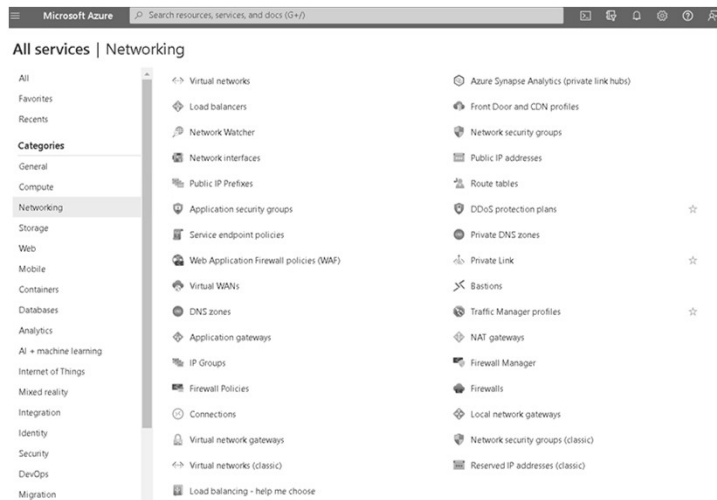 Microsoft Azure
Search resources, services, and docs (G+/)
All services | Networking
All
Favorites
Recents
Categories
General
Compute
Networking
Storage
Web
Mobile
Containers
Databases
Analytics
AI + machine learning
Internet of Things
Mixed reality
Integration
Identity
Security
DevOps
Migration
Virtual networks
Load balancers
Network Watcher
Network interfaces
Public IP Prefixes
Application security groups
Service endpoint policies
Web Application Firewall policies (WAF)
Virtual WANs
DNS zones
Application gateways
IP Groups
Firewall Policies
Connections
Virtual network gateways
Virtual networks (classic)
Load balancing - help me choose
Azure Synapse Analytics (private link hubs)
Front Door and CDN profiles
Network security groups
Public IP addresses
Route tables
DDoS protection plans
Private DNS zones
Private Link
Bastions
Traffic Manager profiles
NAT gateways
Firewall Manager
Firewalls
Local network gateways
Network security groups (classic)
Reserved IP addresses (classic)